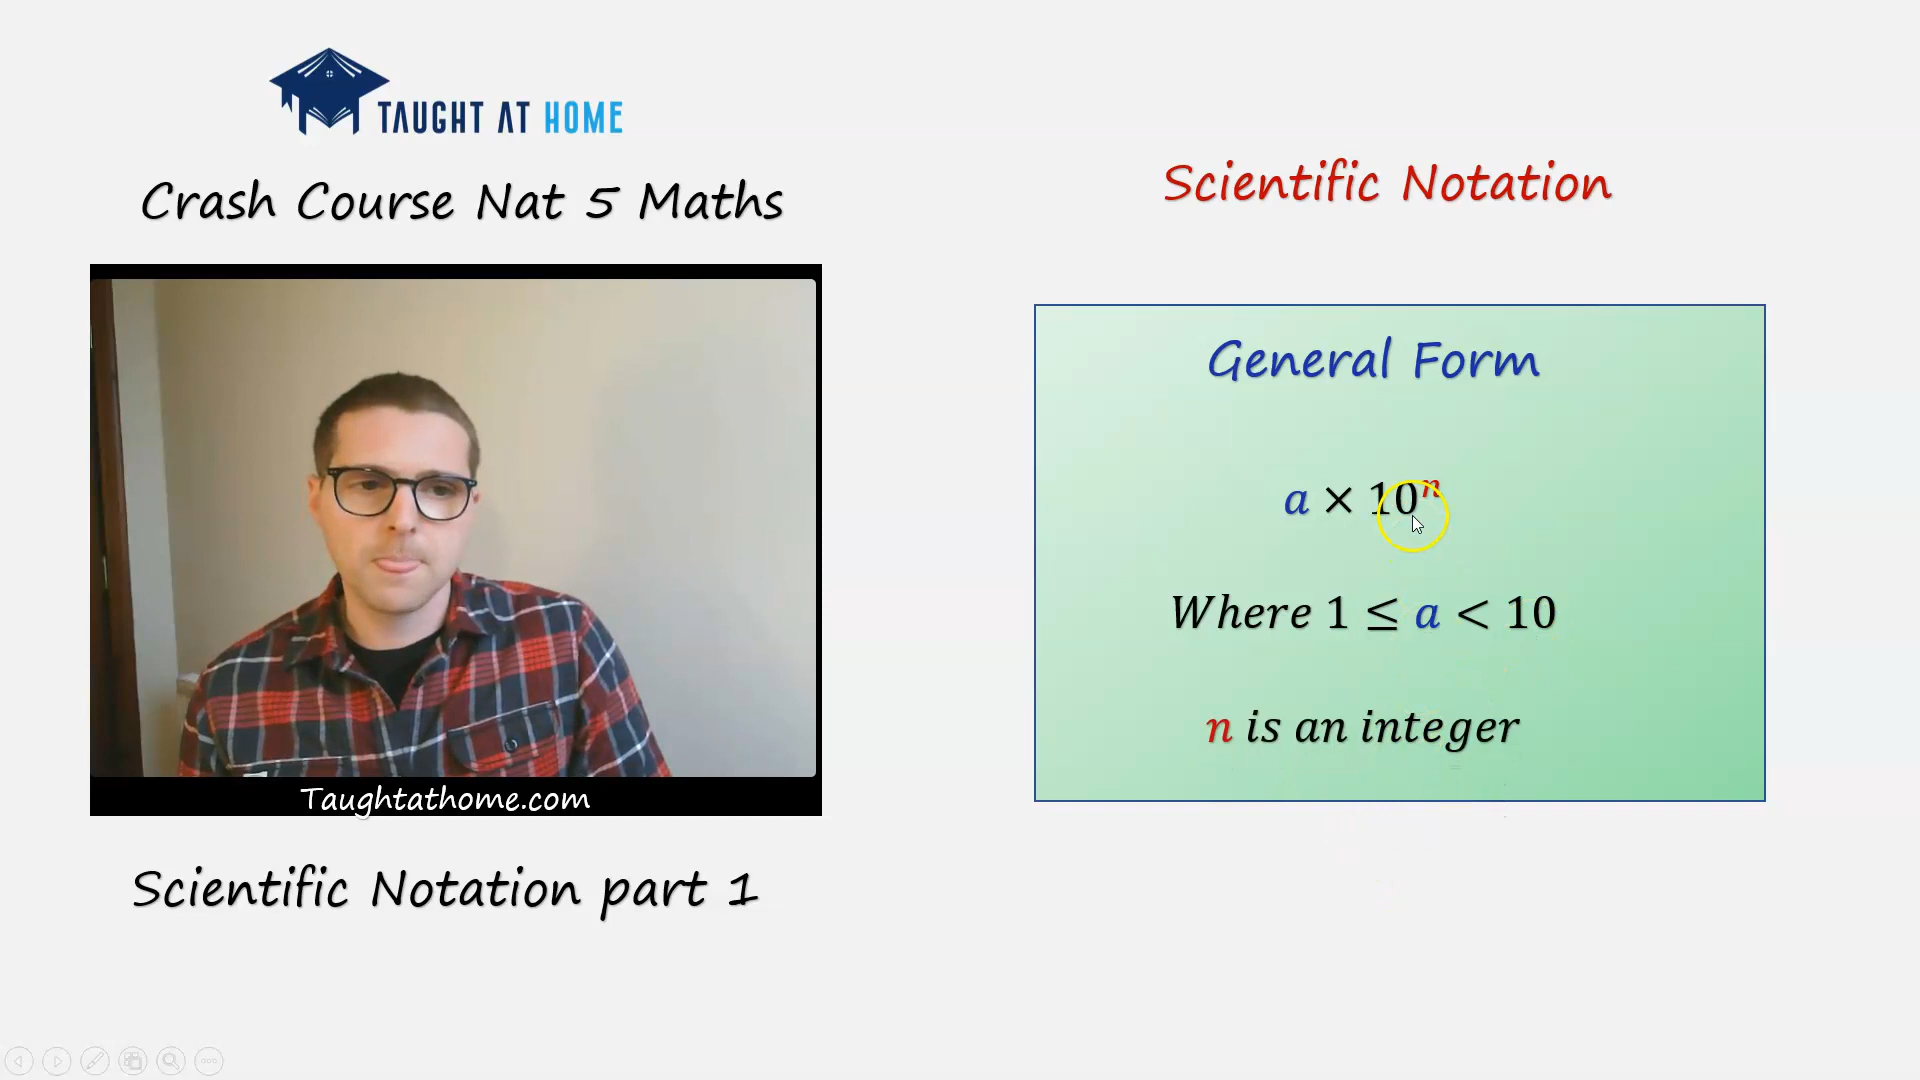 TAUGHT AT HOME
Crash Course Nat 5 Maths
Taughtathome.com
Scientific Notation part 1
Scientific Notation
General Form
a × 10ⁿ
Where 1 ≤ a < 10
n is an integer